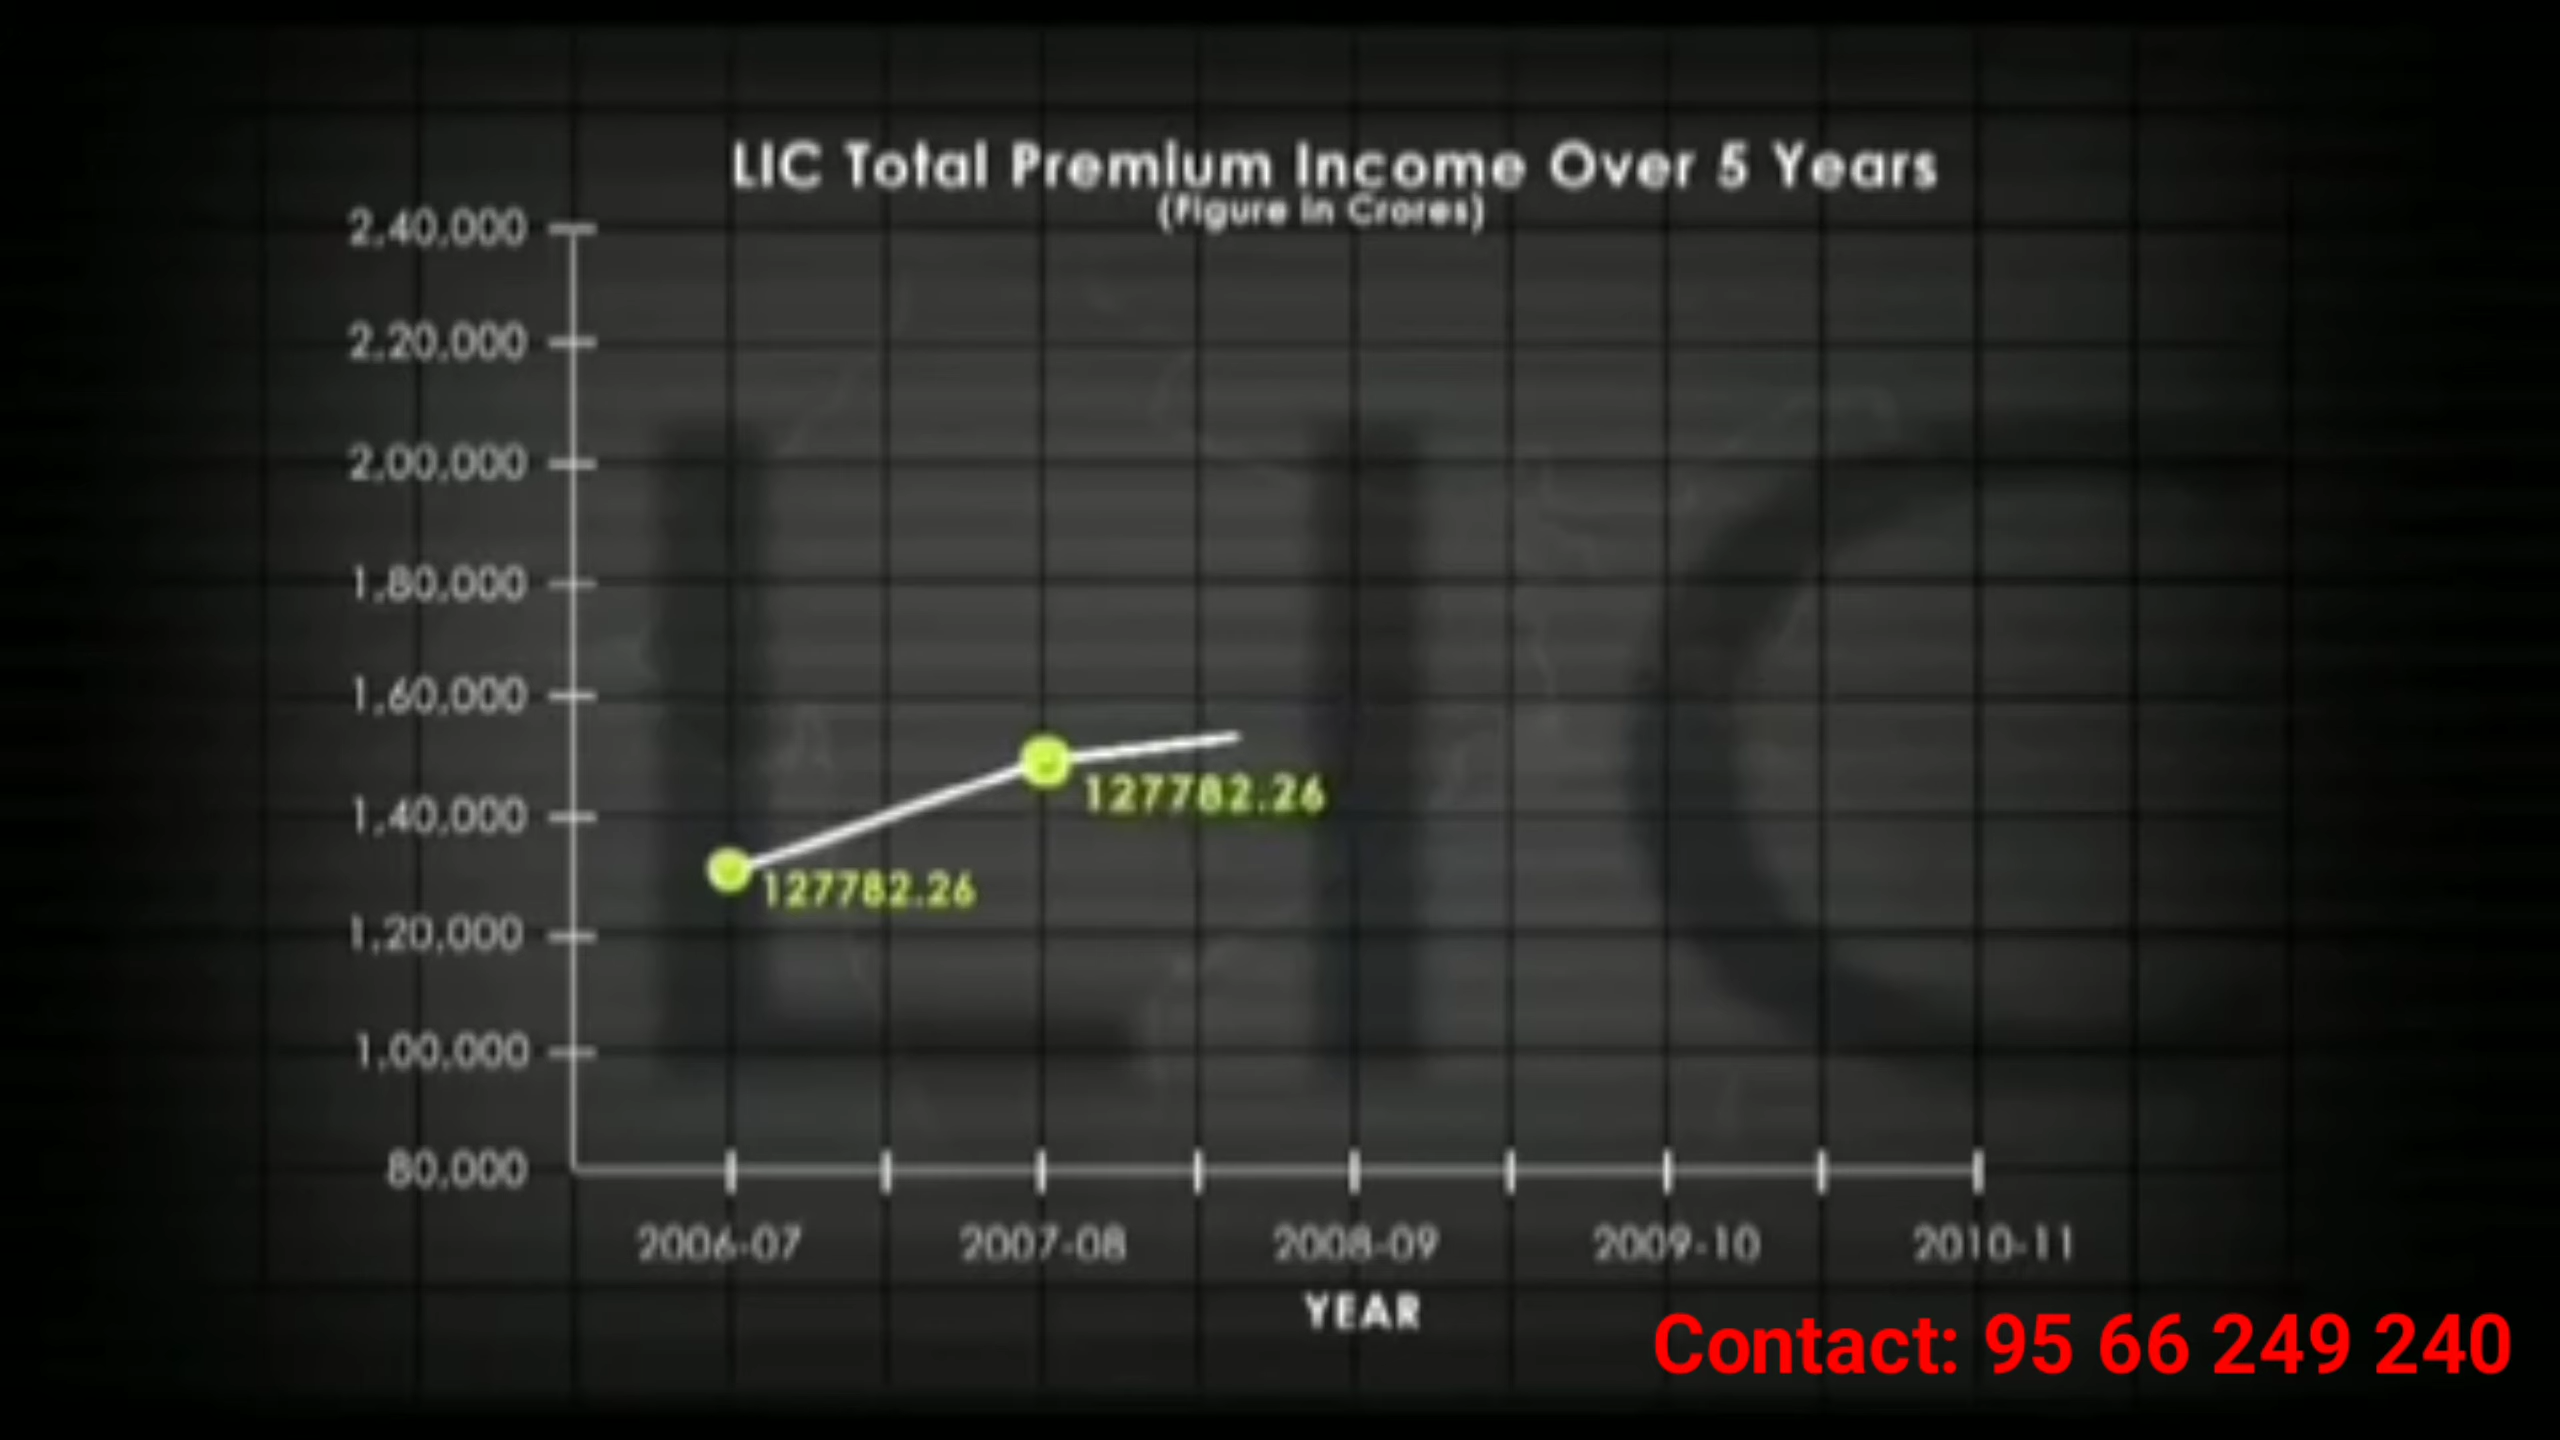 LIC Total Premium Income Over 5 Years
(Figure in Crores)
2,40,000
2,20,000
2,00,000
1,80,000
1,60,000
1,40,000
1,20,000
1,00,000
80,000
127782.26
127782.26
2006-07 2007-08 2008-09 2009-10 2010-11
YEAR
Contact: 95 66 249 240
LIC